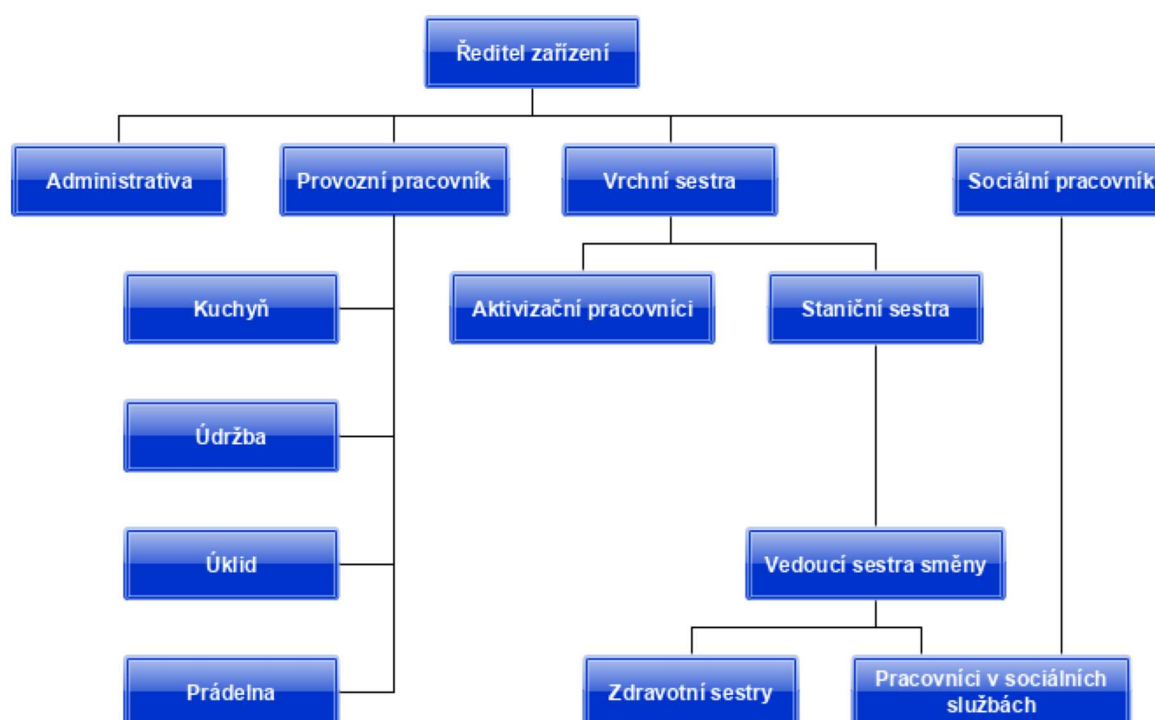 Ředitel zařízení
Administrativa
Provozní pracovník
Vrchní sestra
Sociální pracovník
Kuchyň
Aktivizační pracovníci
Staniční sestra
Údržba
Úklid
Vedoucí sestra směny
Prádelna
Zdravotní sestry
Pracovníci v sociálních
službách